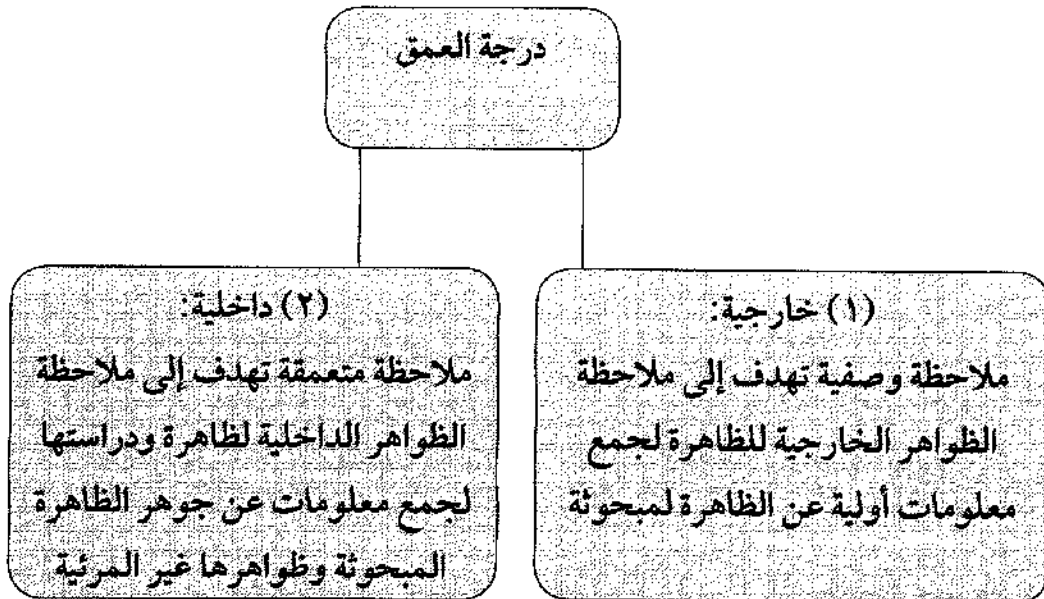 درجة العمق
(١) خارجية:
ملاحظة وصفية تهدف إلى ملاحظة
الظواهر الخارجية للظاهرة لجمع
معلومات أولية عن الظاهرة لمبحوثة
(٢) داخلية:
ملاحظة متعمقة تهدف إلى ملاحظة
الظواهر الداخلية لظاهرة ودراستها
لجمع معلومات عن جوهر الظاهرة
المبحوثة وظواهرها غير المرئية